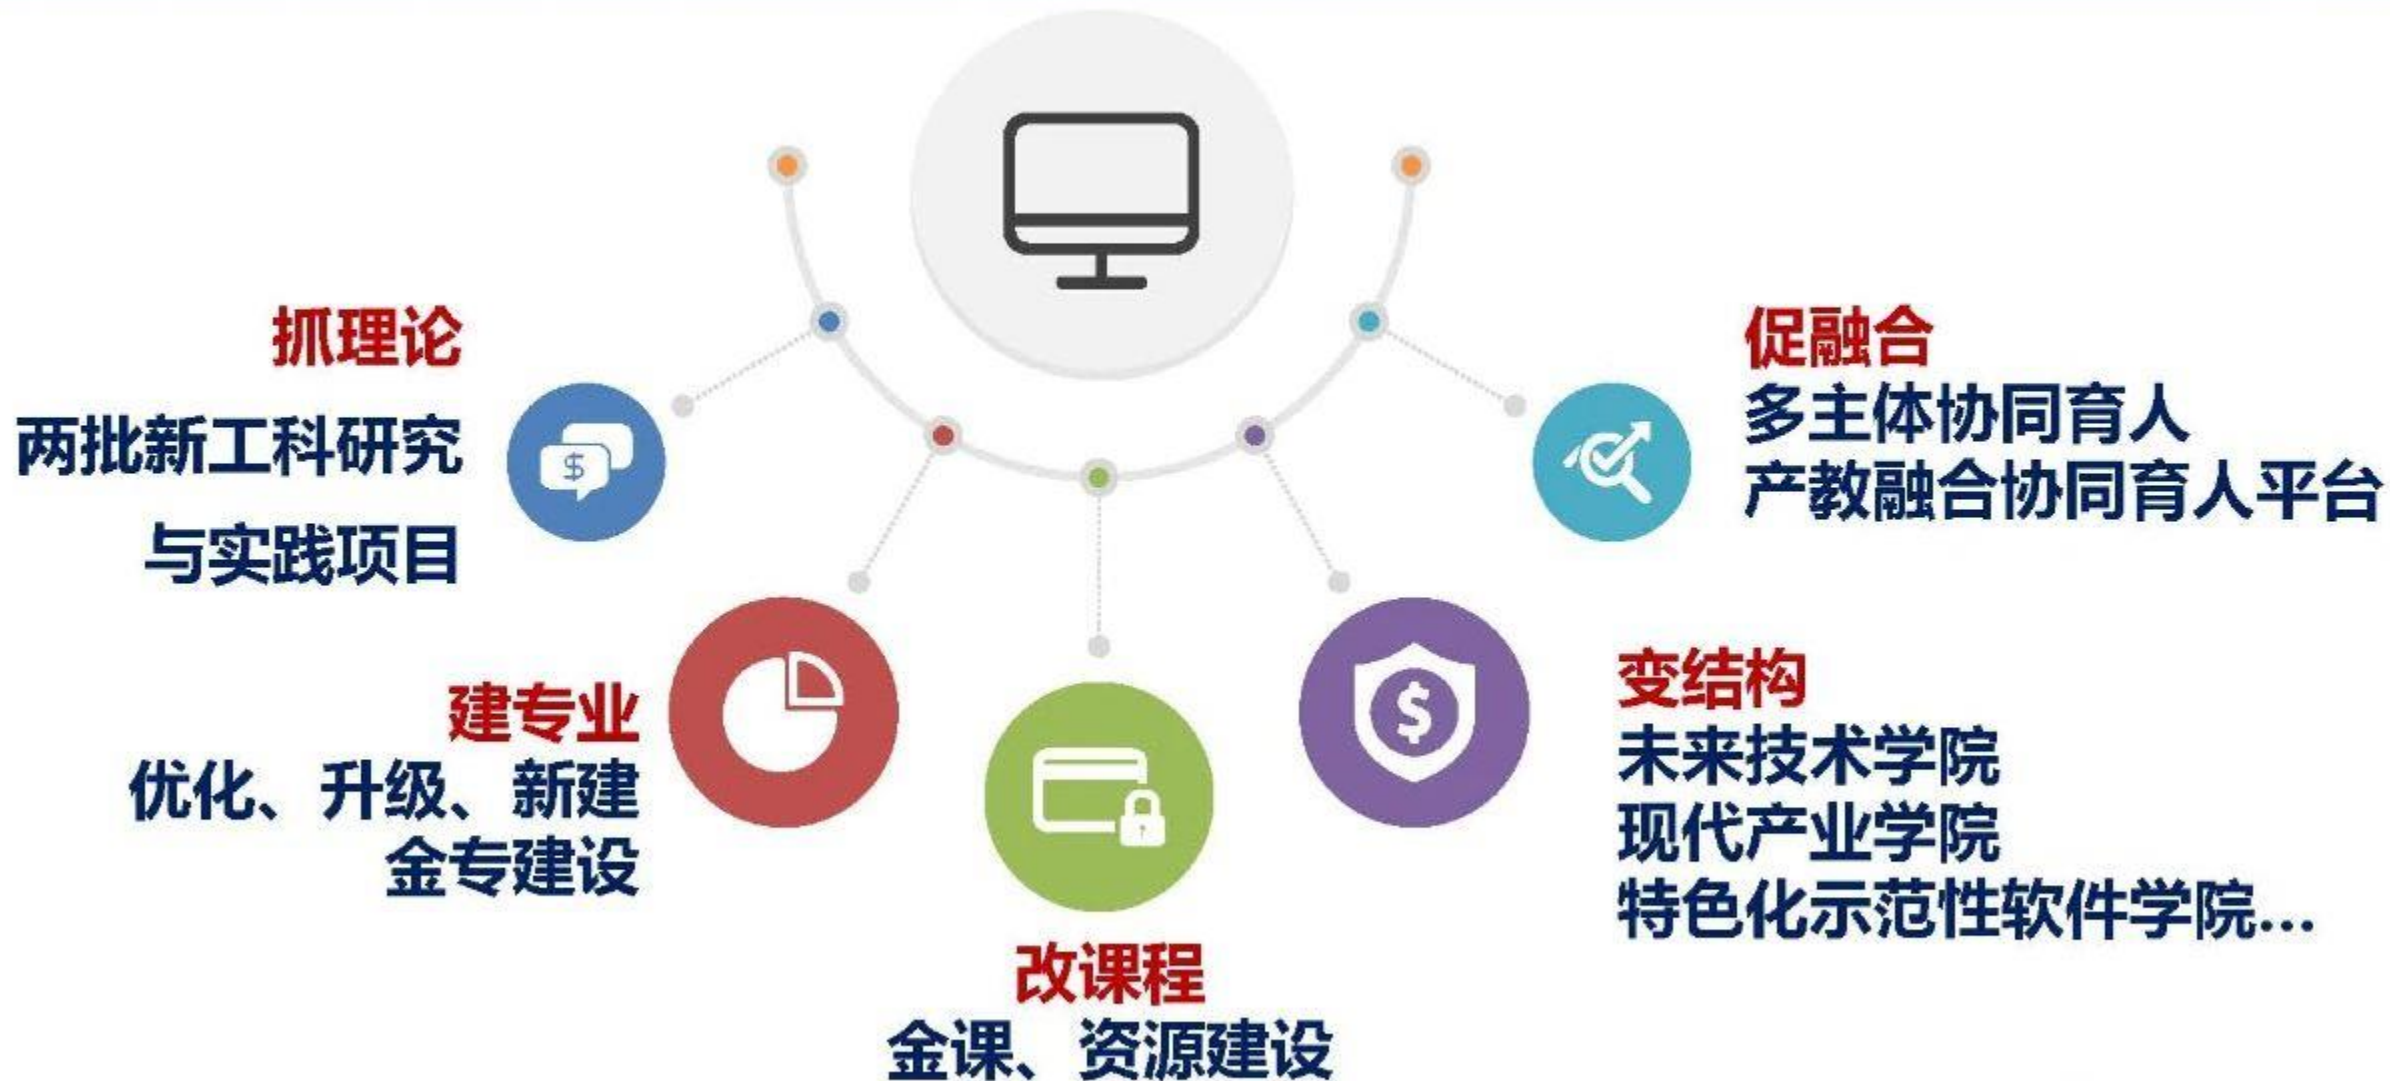 抓理论
两批新工科研究
与实践项目
$
建专业
优化、升级、新建
金专建设
改课程
金课、资源建设
$
变结构
未来技术学院
现代产业学院
特色化示范性软件学院...
促融合
多主体协同育人
产教融合协同育人平台